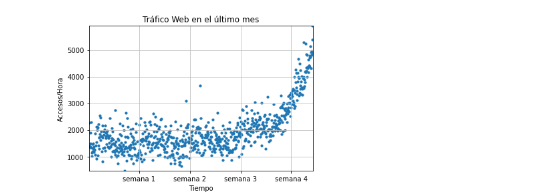 Tráfico Web en el último mes
Accesos/Hora
5000
4000
3000
2000
1000
semana 1 semana 2 semana 3 semana 4
Tiempo